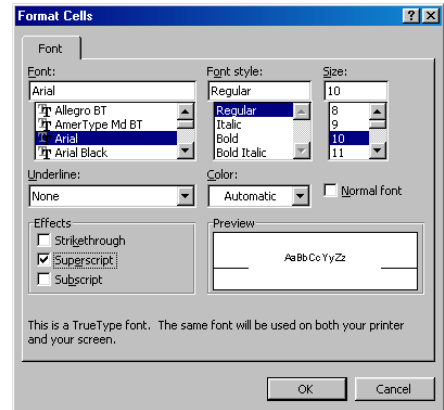 Format Cells
Font
Font: Font style: Size:
Arial Regular 10
Allegro BT Regular 8
AmerType Md BT Italic 9
Arial Bold 10
Arial Black Bold Italic 11
Underline: Color:
None Automatic Normal font
Effects Preview
Strikethrough
Superscript AaBbCcYyZz
Subscript
This is a TrueType font. The same font will be used on both your printer
and your screen.
OK Cancel